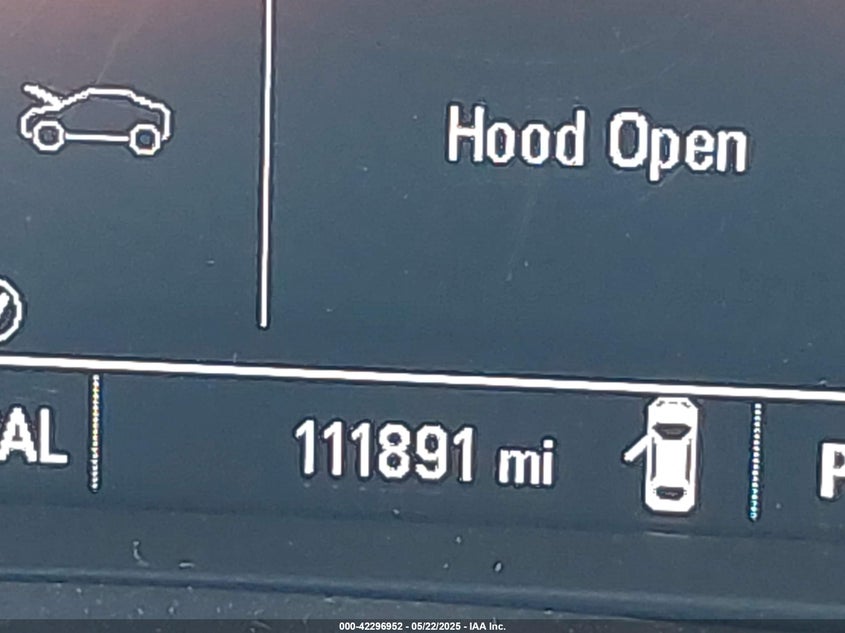 Hood Open
AL
111891 mi
P
000-42296952 - 05/22/2025 - IAA Inc.